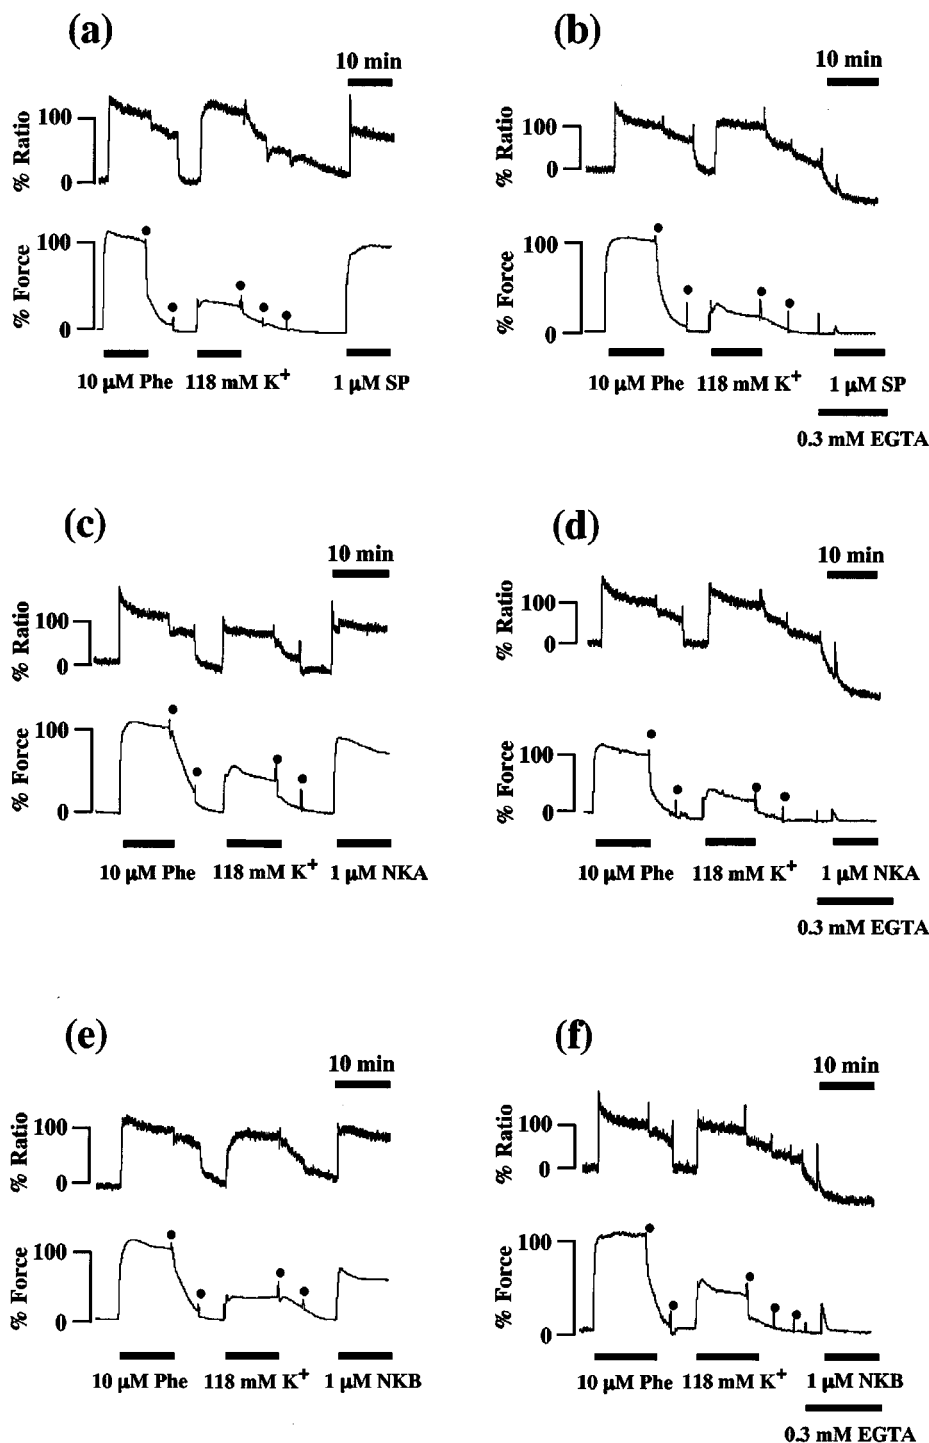 (a)
10 min
% Ratio
100
0
% Force
100
0
10 μM Phe 118 mM K+ 1 μM SP
(b)
10 min
% Ratio
100
0
% Force
100
0
10 μM Phe 118 mM K+ 1 μM SP
0.3 mM EGTA
(c)
10 min
% Ratio
100
0
% Force
100
0
10 μM Phe 118 mM K+ 1 μM NKA
(d)
10 min
% Ratio
100
0
% Force
100
0
10 μM Phe 118 mM K+ 1 μM NKA
0.3 mM EGTA
(e)
10 min
% Ratio
100
0
% Force
100
0
10 μM Phe 118 mM K+ 1 μM NKB
(f)
10 min
% Ratio
100
0
% Force
100
0
10 μM Phe 118 mM K+ 1 μM NKB
0.3 mM EGTA